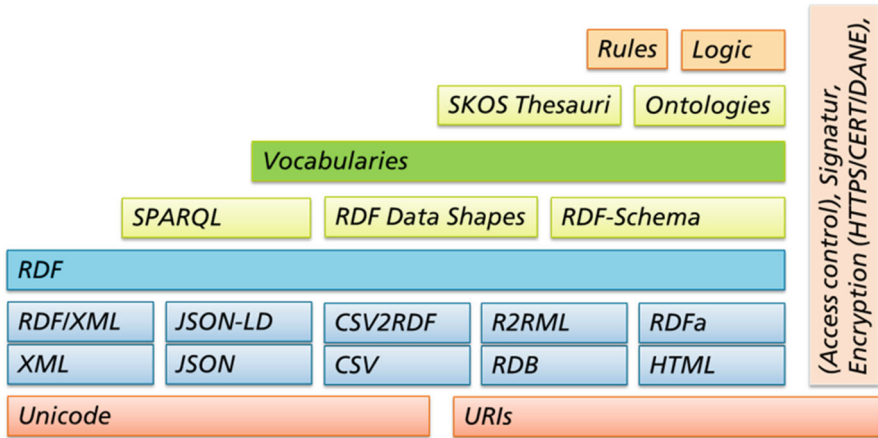 Rules Logic
SKOS Thesauri Ontologies
Vocabularies
SPARQL RDF Data Shapes RDF-Schema
RDF
RDF/XML JSON-LD CSV2RDF R2RML RDFa
XML JSON CSV RDB HTML
Unicode URIs
(Access control), Signatur,
Encryption (HTTPS/CERT/DANE),